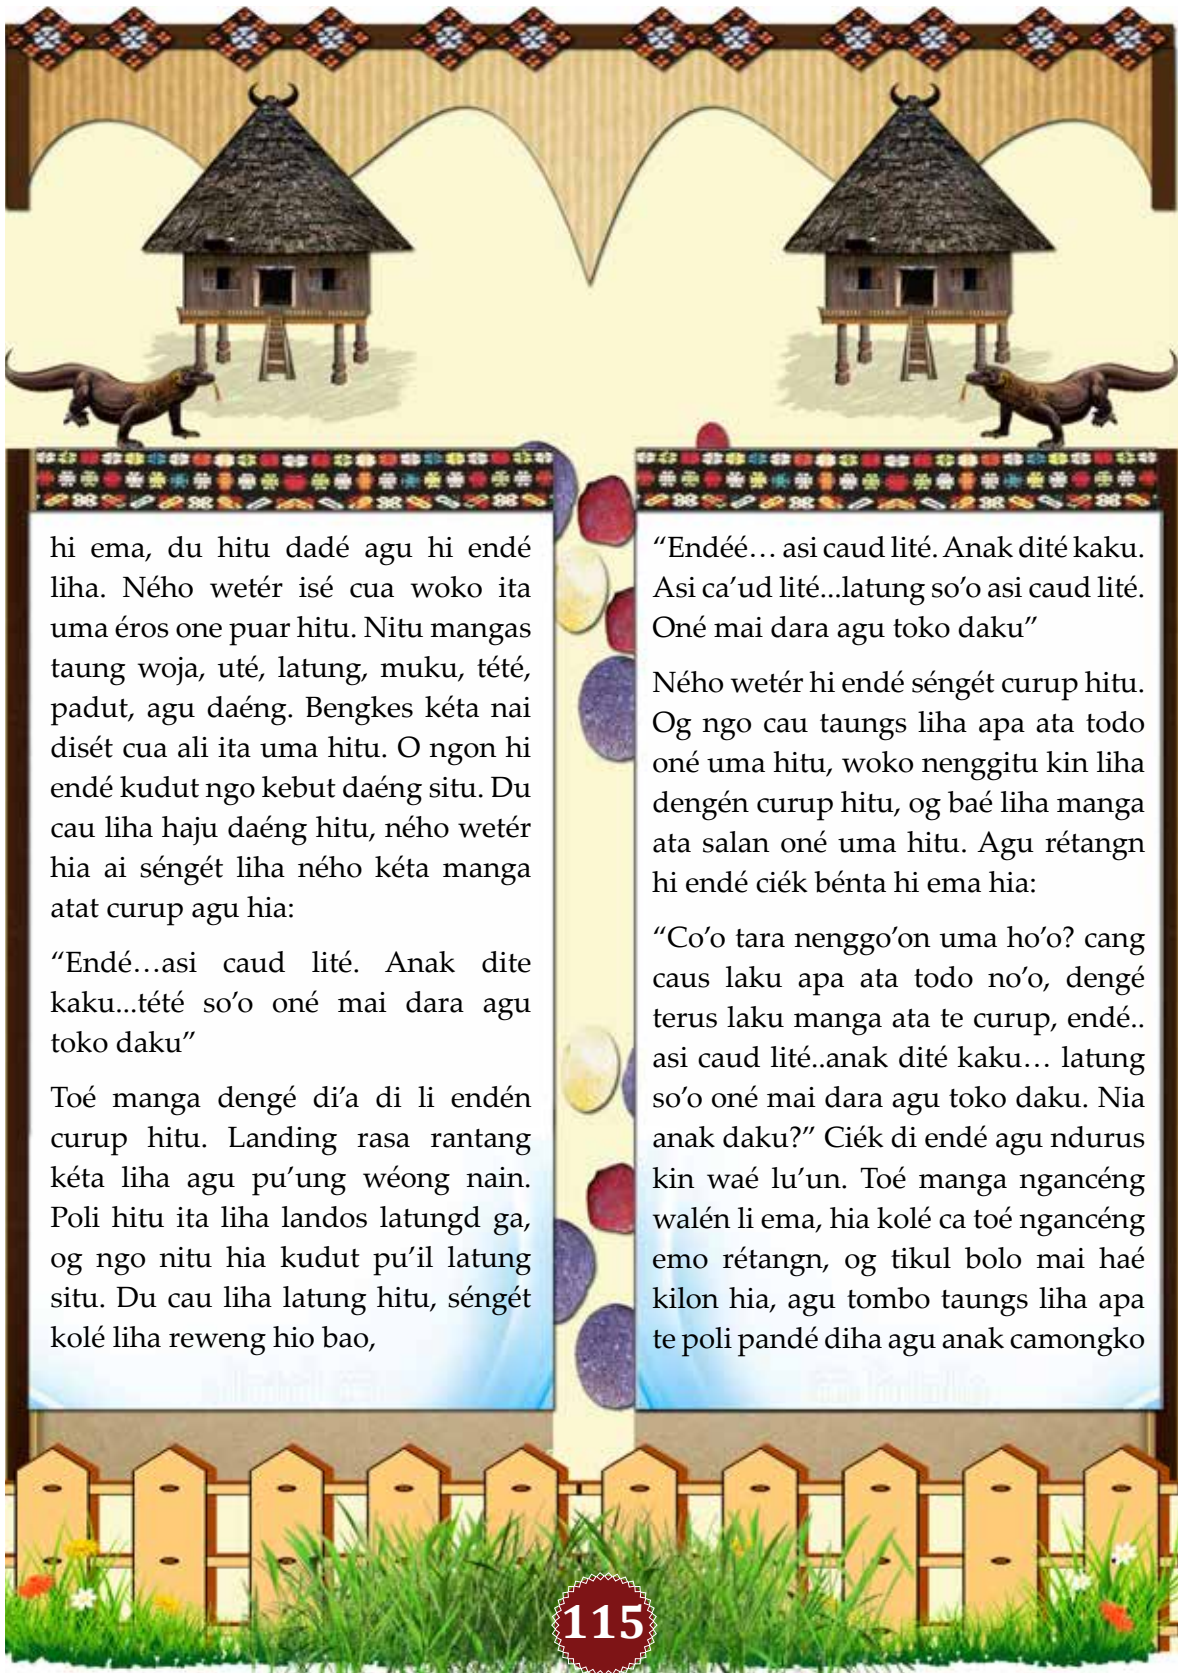 hi ema, du hitu dadé agu hi endé
liha. Ného wetér isé cua woko ita
uma éros one puar hitu. Nitu mangas
taung woja, uté, latung, muku, tété,
padut, agu daéng. Bengkes kéta nai
disét cua ali ita uma hitu. O ngon hi
endé kudut ngo kebut daéng situ. Du
cau liha haju daéng hitu, ného wetér
hia ai séngét liha ného kéta manga
atat curup agu hia:
“Endé…asi caud lité. Anak dite
kaku...tété so’o oné mai dara agu
toko daku”
Toé manga dengé di’a di li endén
curup hitu. Landing rasa rantang
kéta liha agu pu’ung wéong nain.
Poli hitu ita liha landos latungd ga,
og ngo nitu hia kudut pu’il latung
situ. Du cau liha latung hitu, séngét
kolé liha reweng hio bao,
“Endéé… asi caud lité. Anak dité kaku.
Asi ca’ud lité...latung so’o asi caud lité.
Oné mai dara agu toko daku”
Ného wetér hi endé séngét curup hitu.
Og ngo cau taungs liha apa ata todo
oné uma hitu, woko nenggitu kin liha
dengén curup hitu, og baé liha manga
ata salan oné uma hitu. Agu rétangn
hi endé ciék bénta hi ema hia:
“Co’o tara nenggo’on uma ho’o? cang
caus laku apa ata todo no’o, dengé
terus laku manga ata te curup, endé..
asi caud lité..anak dité kaku… latung
so’o oné mai dara agu toko daku. Nia
anak daku?” Ciék di endé agu ndurus
kin waé lu’un. Toé manga ngancéng
walén li ema, hia kolé ca toé ngancéng
emo rétangn, og tikul bolo mai haé
kilon hia, agu tombo taungs liha apa
te poli pandé diha agu anak camongko
115